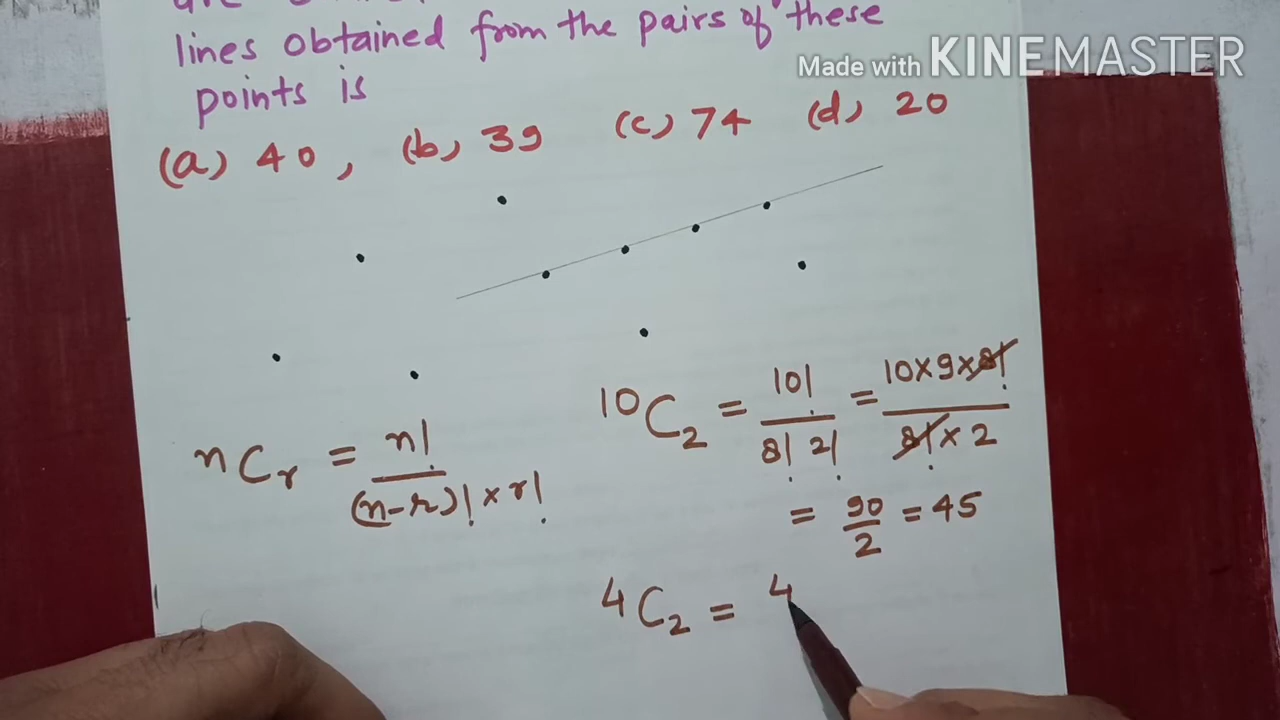 lines obtained from the pairs of these
points is
Made with KINEMASTER
(a) 40, (b) 39 (c) 74 (d) 20
nCr = n! / (n-r)! × r!
10C2 = 10! / 8! 2! = 10×9×8! / 8!×2
= 90/2 = 45
4C2 = 4